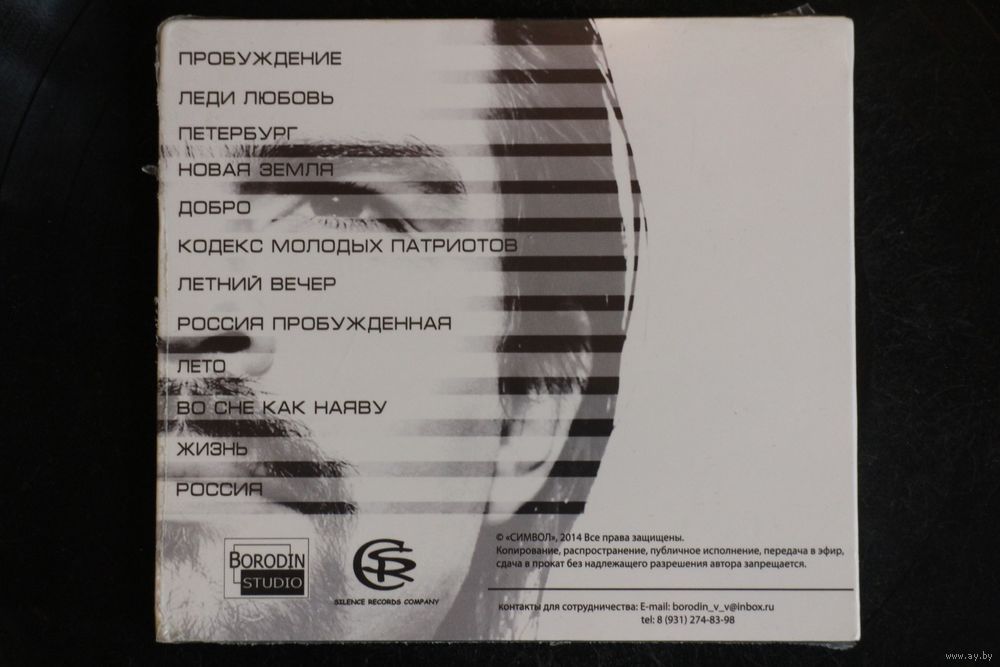 ПРОБУЖДЕНИЕ
ЛЕДИ ЛЮБОВЬ
ПЕТЕРБУРГ
НОВАЯ ЗЕМЛЯ
ДОБРО
КОДЕКС МОЛОДЫХ ПАТРИОТОВ
ЛЕТНИЙ ВЕЧЕР
РОССИЯ ПРОБУЖДЕННАЯ
ЛЕТО
ВО СНЕ КАК НАЯВУ
ЖИЗНЬ
РОССИЯ
BORODIN
STUDIO
SR
SILENCE RECORDS COMPANY
© «СИМВОЛ», 2014 Все права защищены.
Копирование, распространение, публичное исполнение, передача в эфир,
сдача в прокат без надлежащего разрешения автора запрещается.
контакты для сотрудничества: E-mail: borodin_v_v@inbox.ru
tel: 8 (931) 274-83-98
www.ay.by